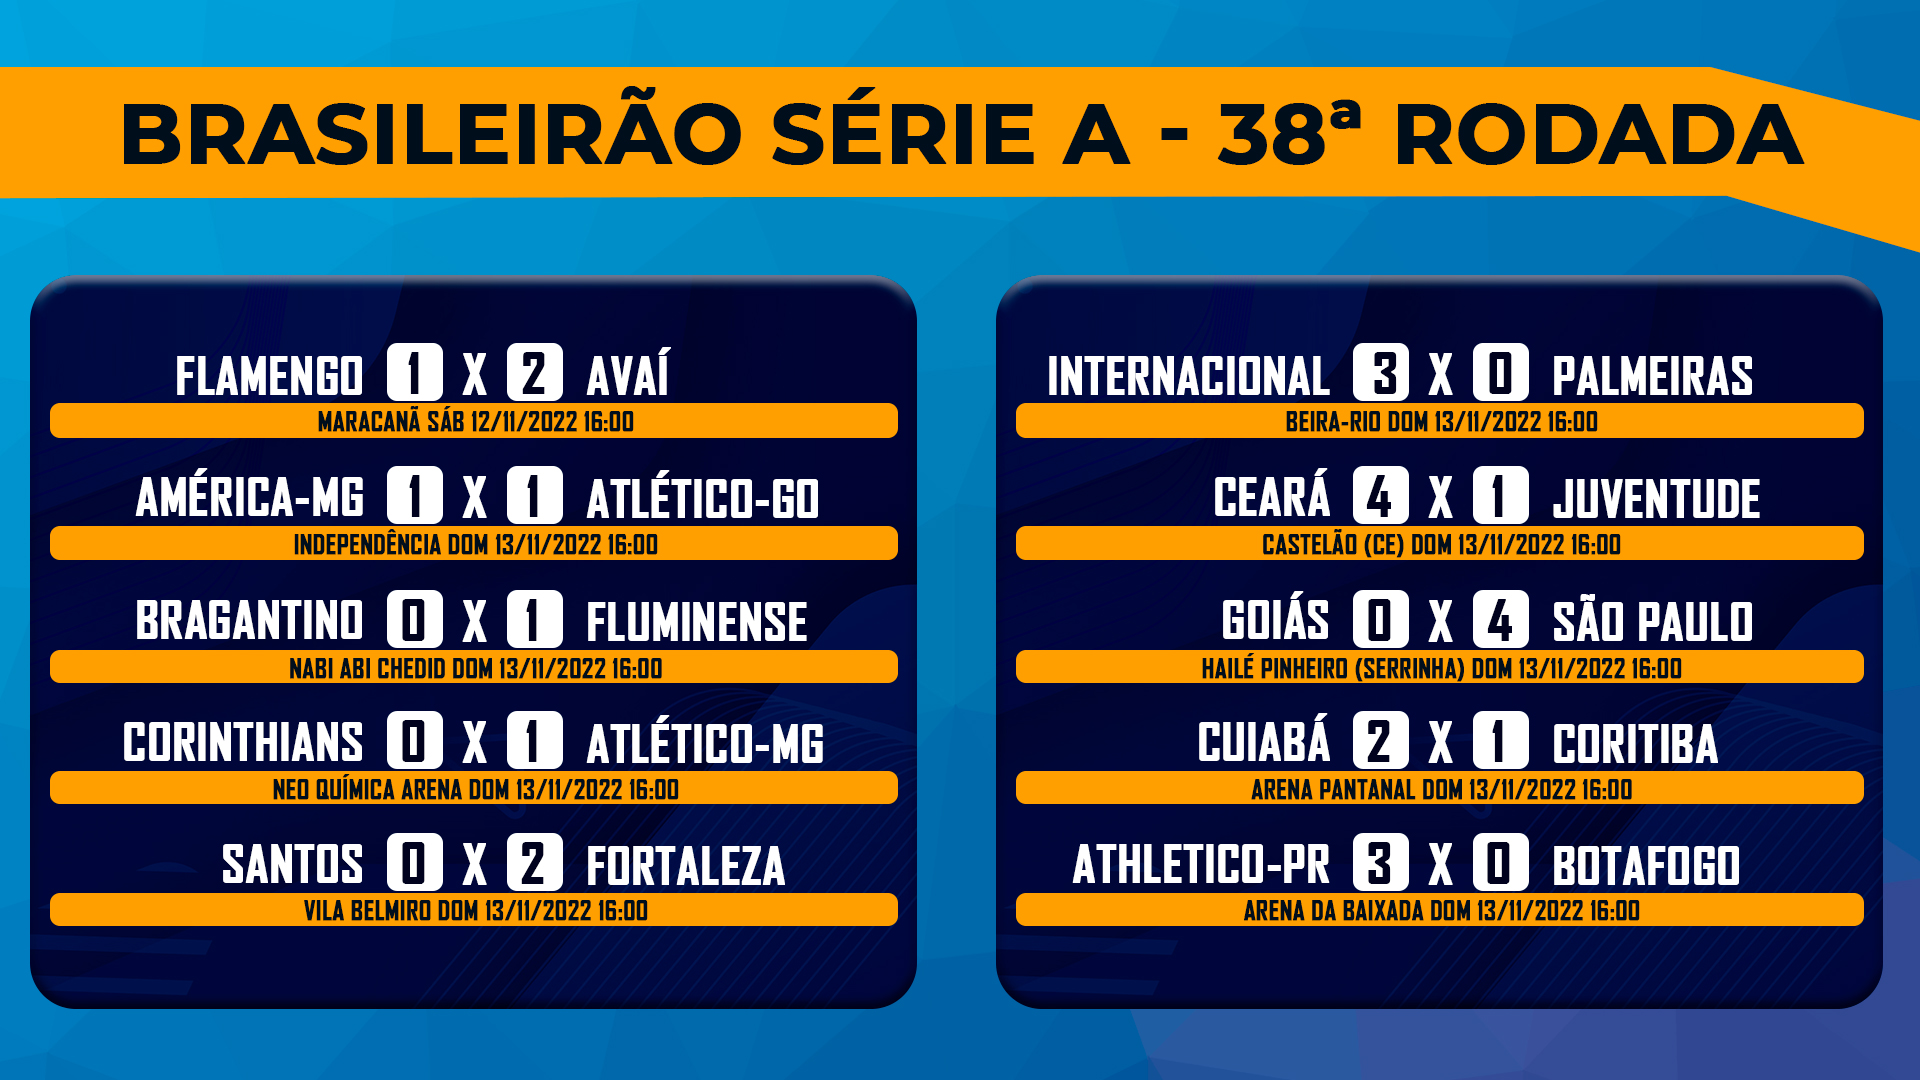 BRASILEIRÃO SÉRIE A - 38ª RODADA
FLAMENGO 1 X 2 AVAÍ
MARACANÃ SÁB 12/11/2022 16:00
AMÉRICA-MG 1 X 1 ATLÉTICO-GO
INDEPENDÊNCIA DOM 13/11/2022 16:00
BRAGANTINO 0 X 1 FLUMINENSE
NABI ABI CHEDID DOM 13/11/2022 16:00
CORINTHIANS 0 X 1 ATLÉTICO-MG
NEO QUÍMICA ARENA DOM 13/11/2022 16:00
SANTOS 0 X 2 FORTALEZA
VILA BELMIRO DOM 13/11/2022 16:00
INTERNACIONAL 3 X 0 PALMEIRAS
BEIRA-RIO DOM 13/11/2022 16:00
CEARÁ 4 X 1 JUVENTUDE
CASTELÃO (CE) DOM 13/11/2022 16:00
GOIÁS 0 X 4 SÃO PAULO
HAILÉ PINHEIRO (SERRINHA) DOM 13/11/2022 16:00
CUIABÁ 2 X 1 CORITIBA
ARENA PANTANAL DOM 13/11/2022 16:00
ATHLETICO-PR 3 X 0 BOTAFOGO
ARENA DA BAIXADA DOM 13/11/2022 16:00